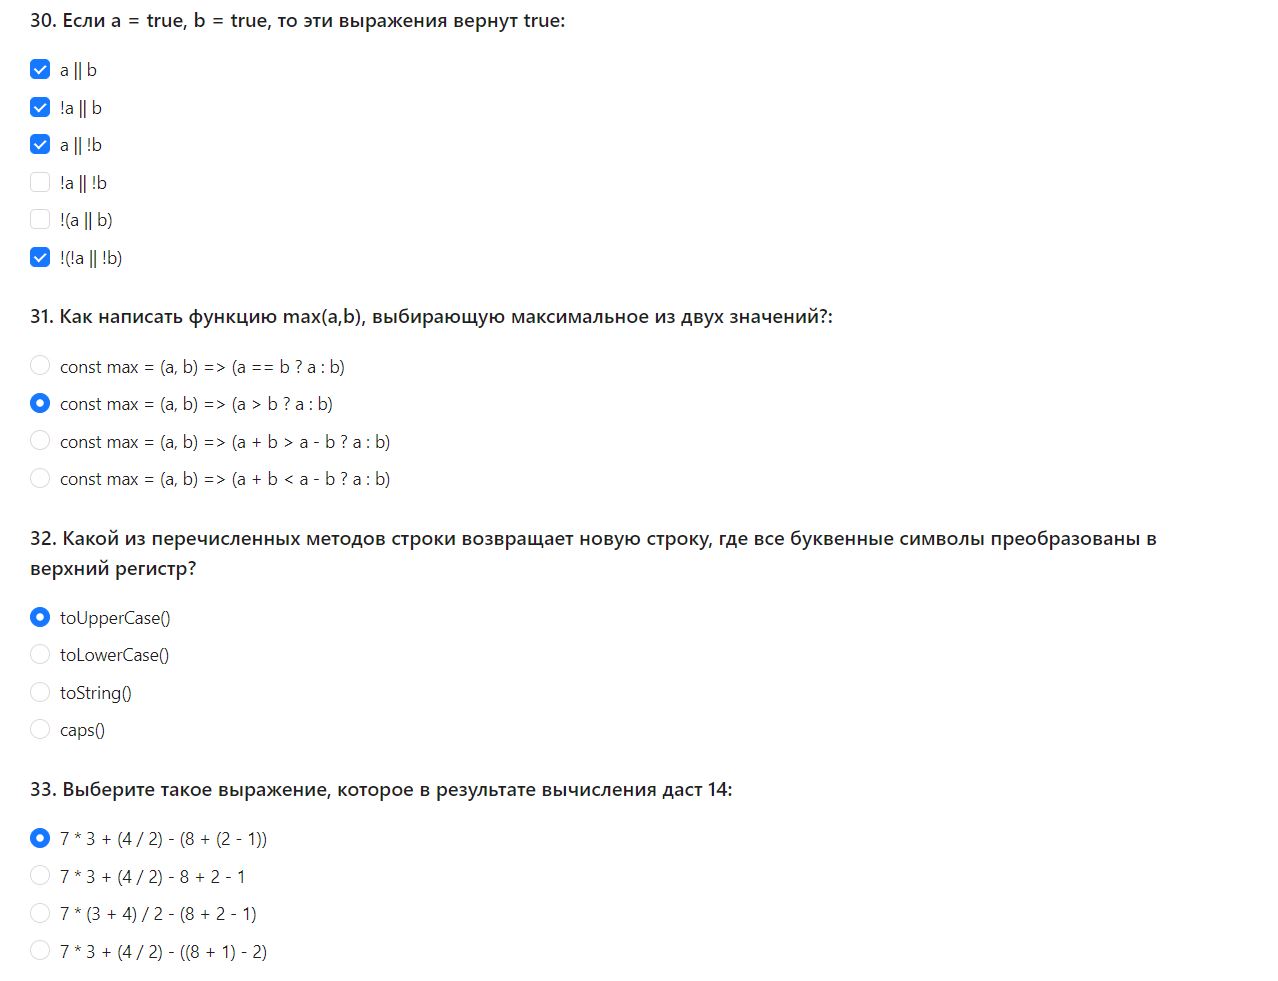 30. Если a = true, b = true, то эти выражения вернут true:
a || b
!a || b
a || !b
!a || !b
!(a || b)
!(!a || !b)
31. Как написать функцию max(a,b), выбирающую максимальное из двух значений?:
const max = (a, b) => (a == b ? a : b)
const max = (a, b) => (a > b ? a : b)
const max = (a, b) => (a + b > a - b ? a : b)
const max = (a, b) => (a + b < a - b ? a : b)
32. Какой из перечисленных методов строки возвращает новую строку, где все буквенные символы преобразованы в
верхний регистр?
toUpperCase()
toLowerCase()
toString()
caps()
33. Выберите такое выражение, которое в результате вычисления даст 14:
7 * 3 + (4 / 2) - (8 + (2 - 1))
7 * 3 + (4 / 2) - 8 + 2 - 1
7 * (3 + 4) / 2 - (8 + 2 - 1)
7 * 3 + (4 / 2) - ((8 + 1) - 2)